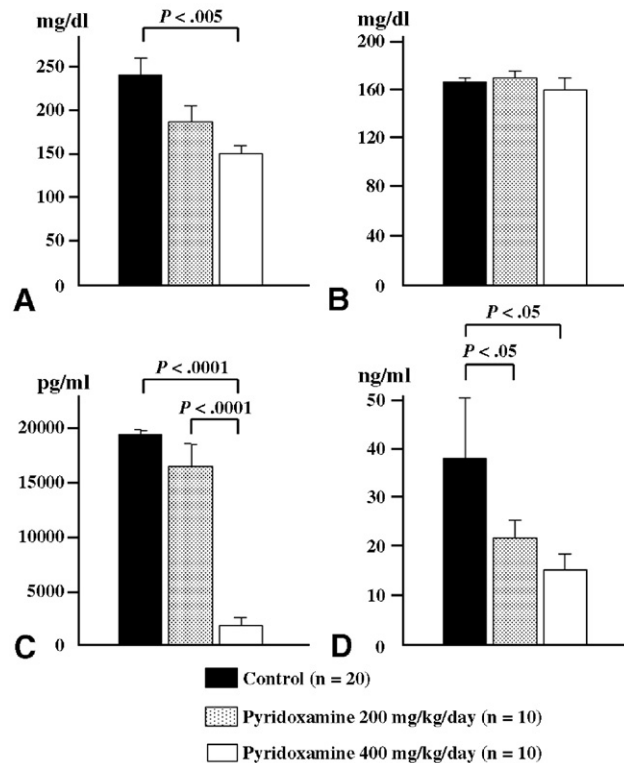 mg/dl
P < .005
250
200
150
100
50
0
A
mg/dl
200
160
120
80
40
0
B
pg/ml
P < .0001
P < .0001
20000
15000
10000
5000
0
C
ng/ml
P < .05
P < .05
50
40
30
20
10
0
D
Control (n = 20)
Pyridoxamine 200 mg/kg/day (n = 10)
Pyridoxamine 400 mg/kg/day (n = 10)